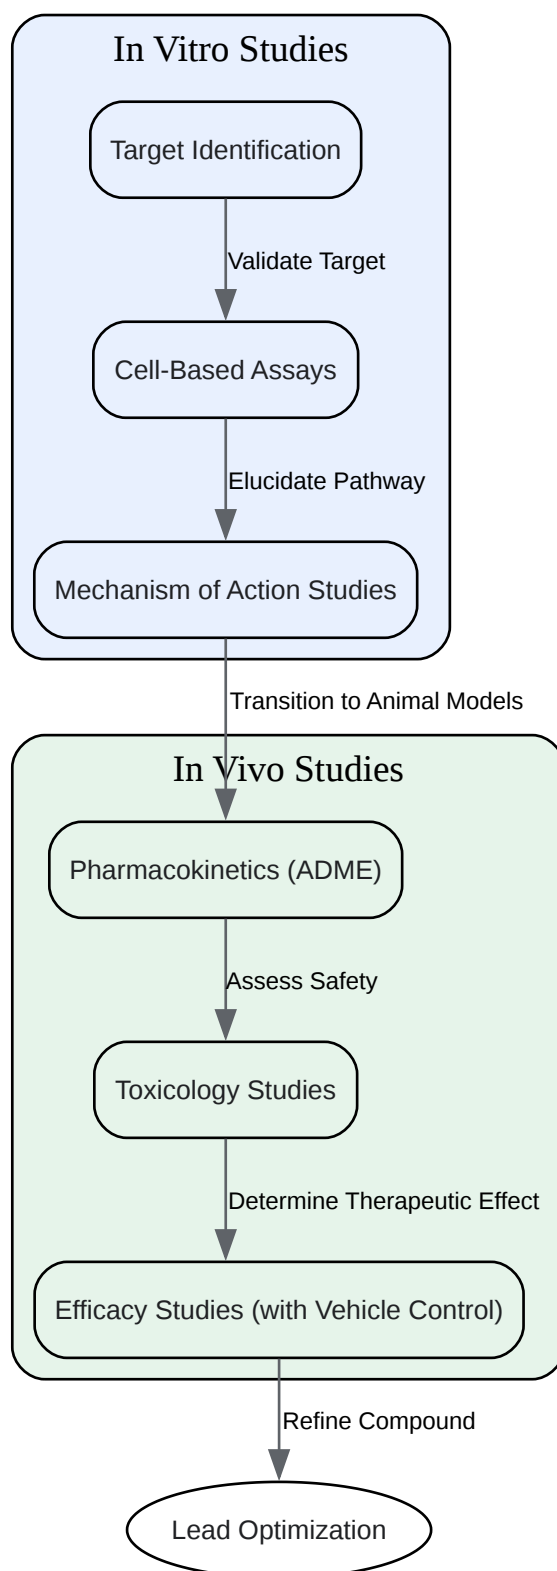 In Vitro Studies
Target Identification
Validate Target
Cell-Based Assays
Elucidate Pathway
Mechanism of Action Studies
Transition to Animal Models
In Vivo Studies
Pharmacokinetics (ADME)
Assess Safety
Toxicology Studies
Determine Therapeutic Effect
Efficacy Studies (with Vehicle Control)
Refine Compound
Lead Optimization